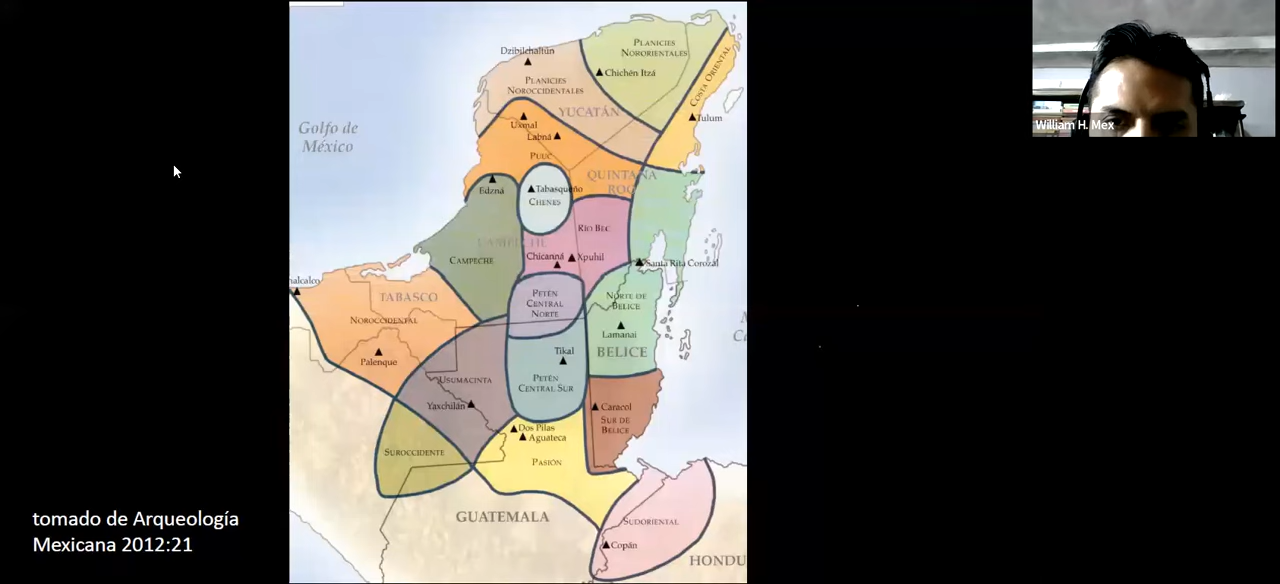 Dzibilchaltún
PLANICIES
NORORIENTALES
Chichén Itzá
COSTA ORIENTAL
PLANICIES
NOROCCIDENTALES
YUCATÁN
Tulum
Golfo de
México
Uxmal
Labná
PUUC
QUINTANA
ROO
Edzná
Tabasqueño
CHENES
RÍO BEC
CAMPECHE
CAMPECHE
Chicanná
Xpuhil
Santa Rita Corozal
alcalco
TABASCO
PETÉN
CENTRAL
NORTE
NORTE DE
BELICE
NOROCCIDENTAL
Lamanai
Palenque
Tikal
BELICE
USUMACINTA
PETÉN
CENTRAL SUR
Yaxchilán
Caracol
SUR DE
BELICE
Dos Pilas
Aguateca
SUROCCIDENTE
PASIÓN
GUATEMALA
SUDORIENTAL
Copán
HONDU
tomado de Arqueología
Mexicana 2012:21
William H. Mex